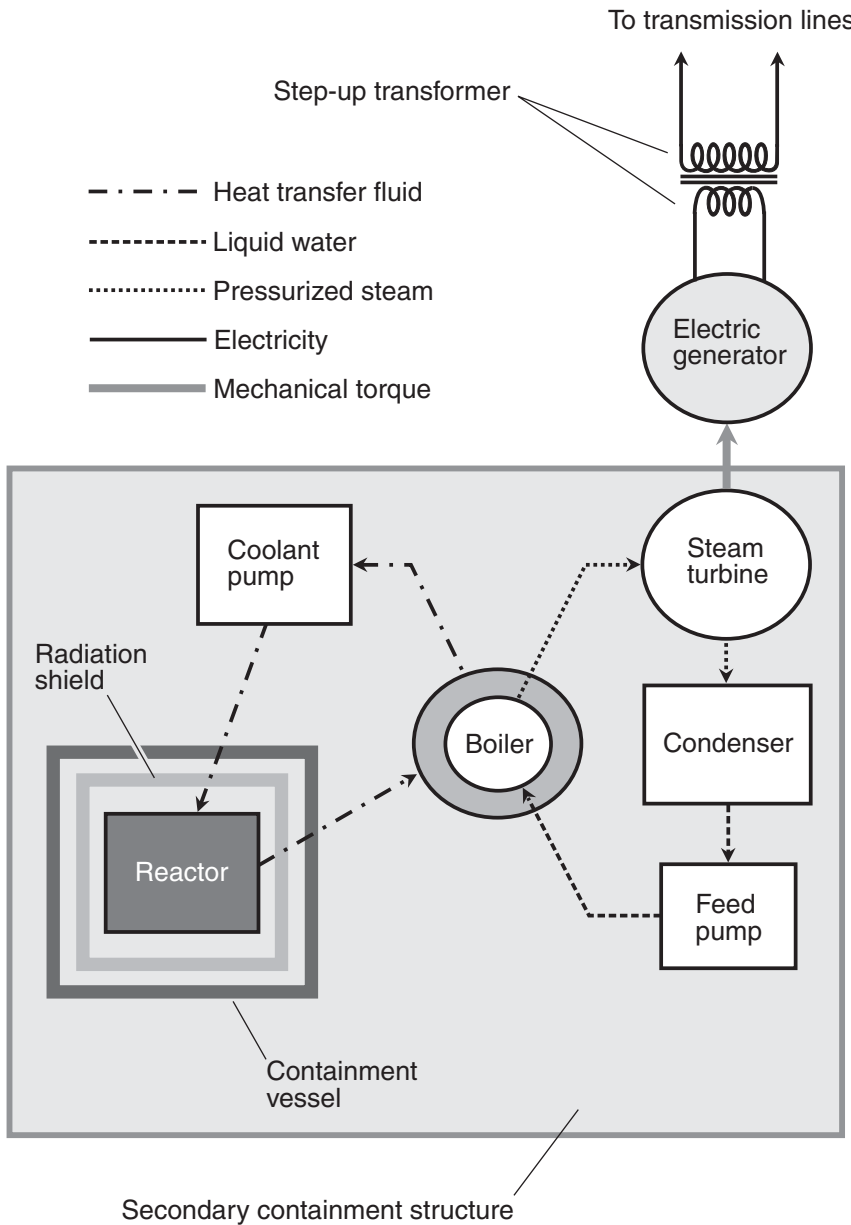 To transmission lines
Step-up transformer
Heat transfer fluid
Liquid water
Pressurized steam
Electricity
Mechanical torque
Electric
generator
Coolant
pump
Steam
turbine
Radiation
shield
Boiler
Condenser
Reactor
Feed
pump
Containment
vessel
Secondary containment structure